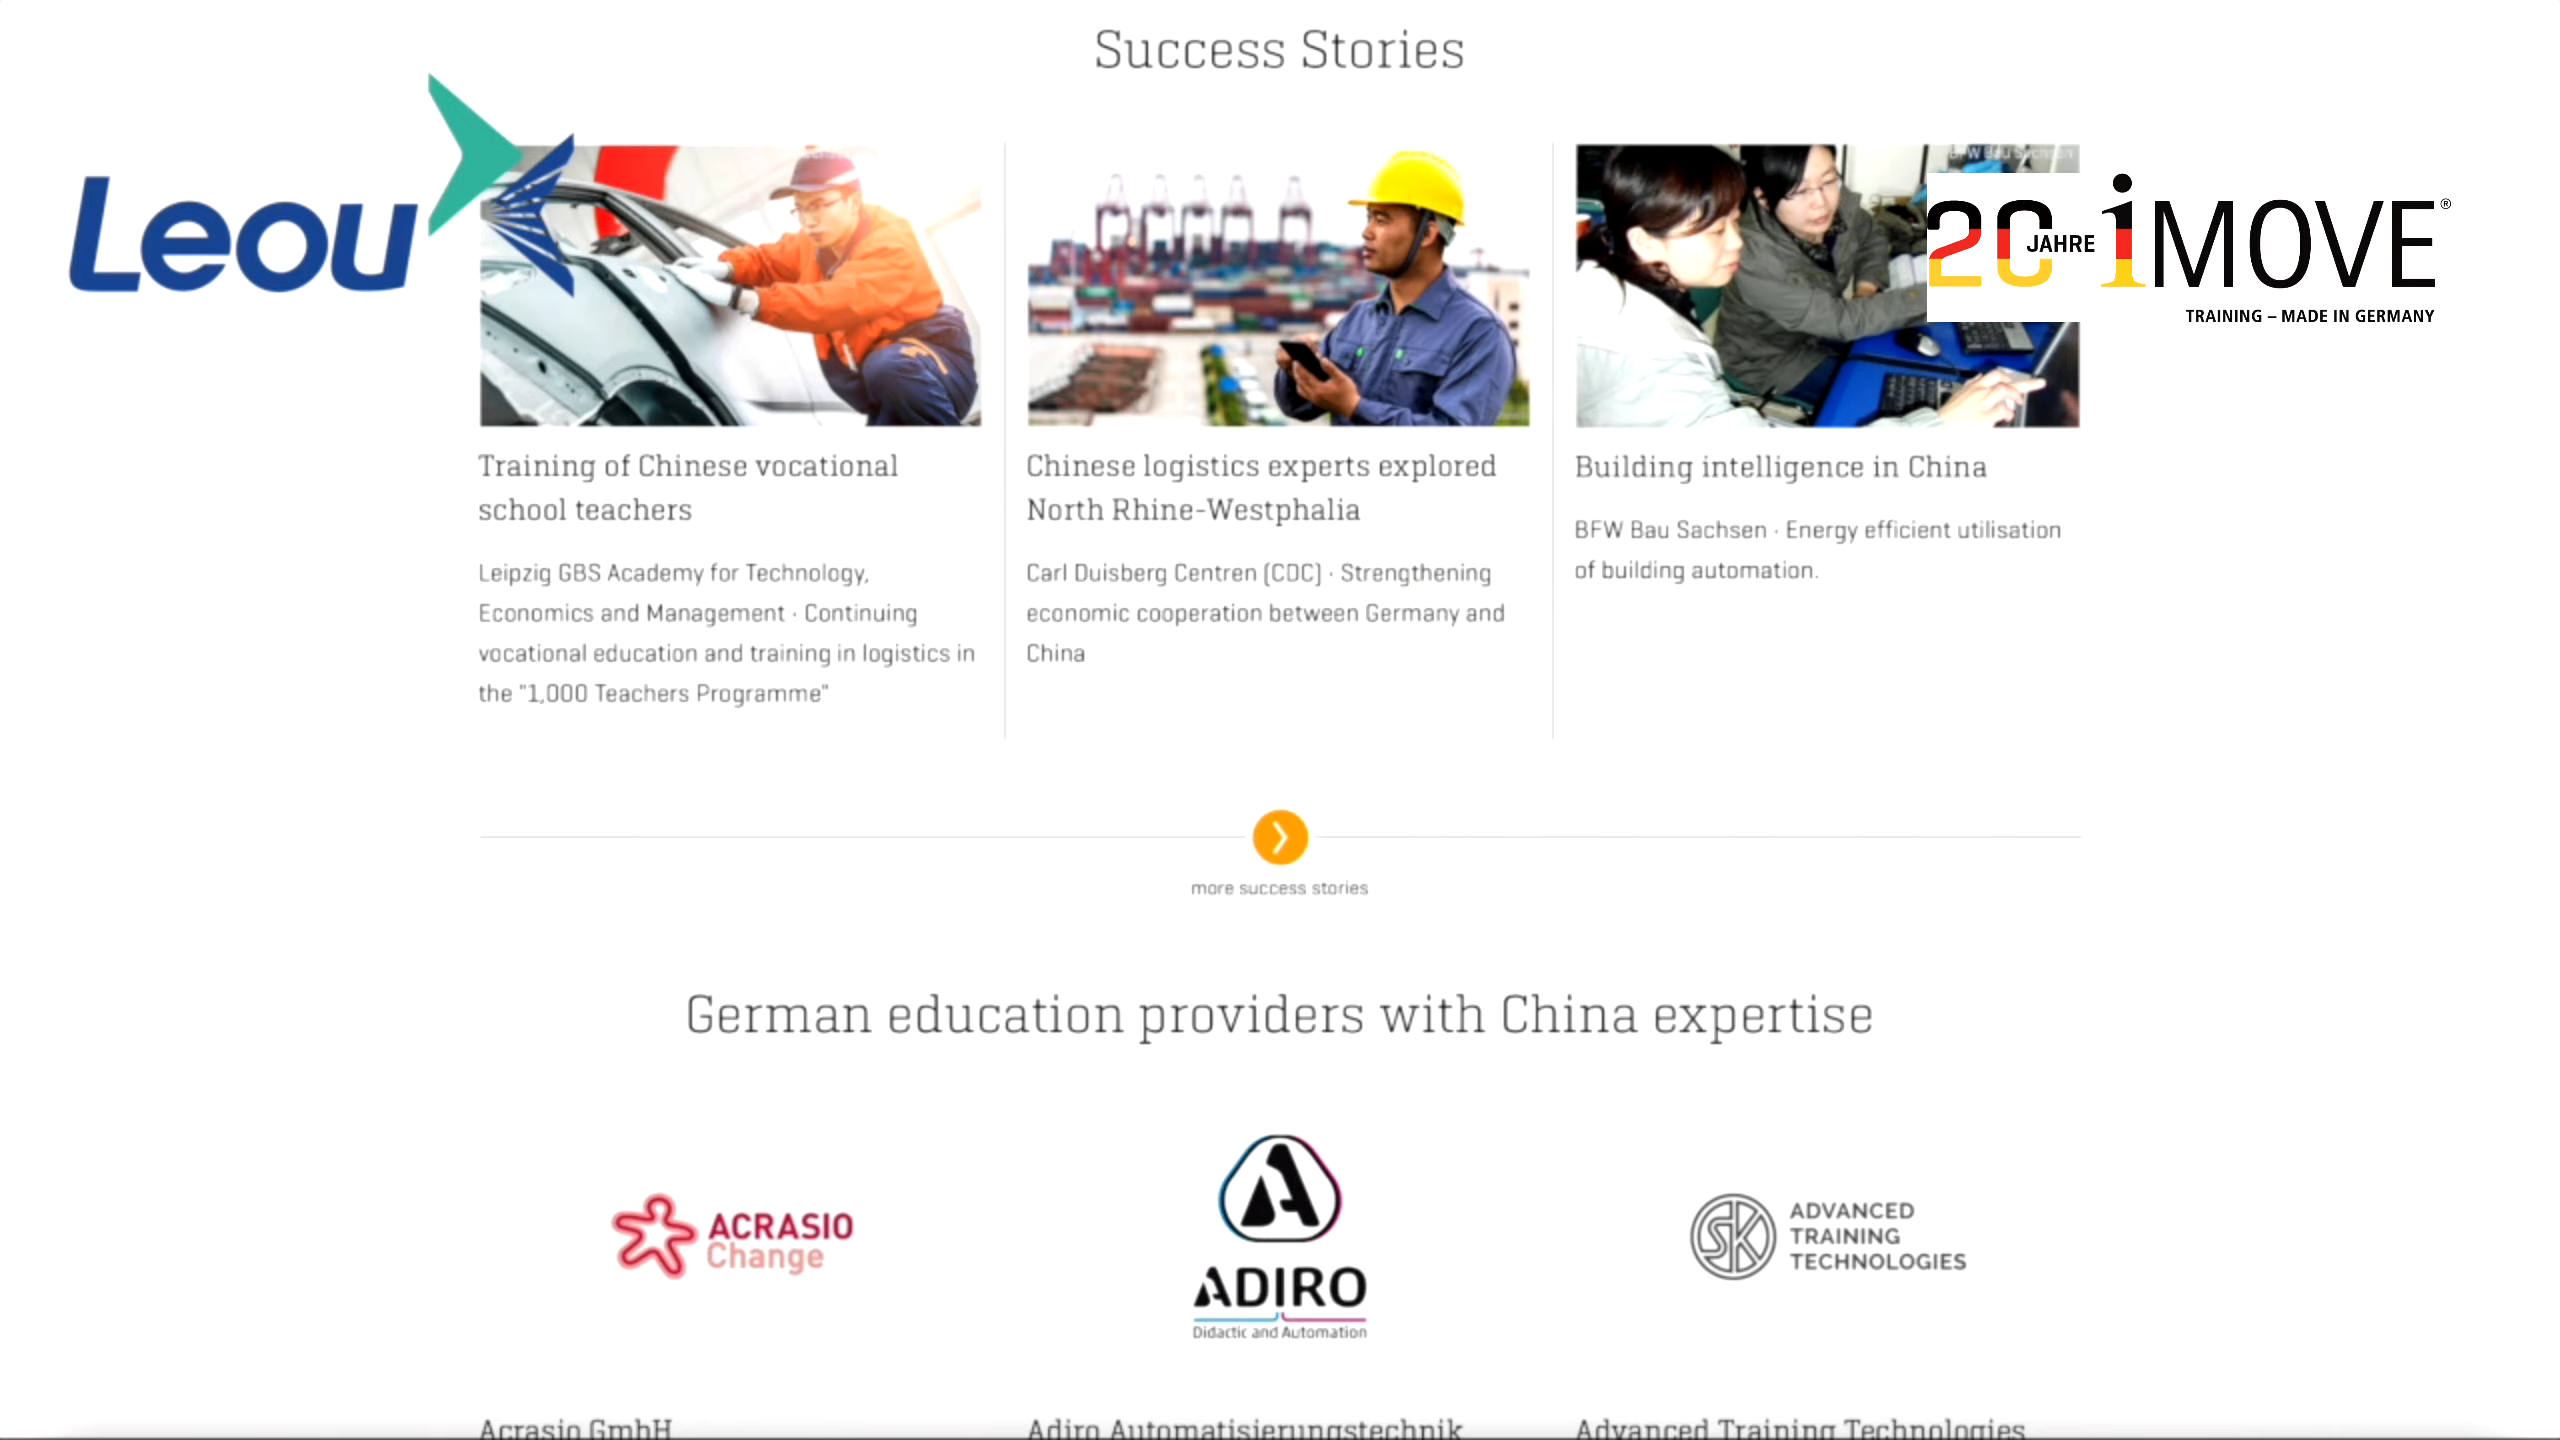 Success Stories
Leou
BFW Bau Sachsen
20 JAHRE iMOVE®
TRAINING – MADE IN GERMANY
Training of Chinese vocational
school teachers
Leipzig GBS Academy for Technology,
Economics and Management · Continuing
vocational education and training in logistics in
the "1,000 Teachers Programme"
Chinese logistics experts explored
North Rhine-Westphalia
Carl Duisberg Centren (CDC) · Strengthening
economic cooperation between Germany and
China
Building intelligence in China
BFW Bau Sachsen · Energy efficient utilisation
of building automation.
more success stories
German education providers with China expertise
ACRASIO
Change
ADIRO
Didactic and Automation
SK
ADVANCED
TRAINING
TECHNOLOGIES
Acrasio GmbH
Adiro Automatisierungstechnik
Advanced Training Technologies